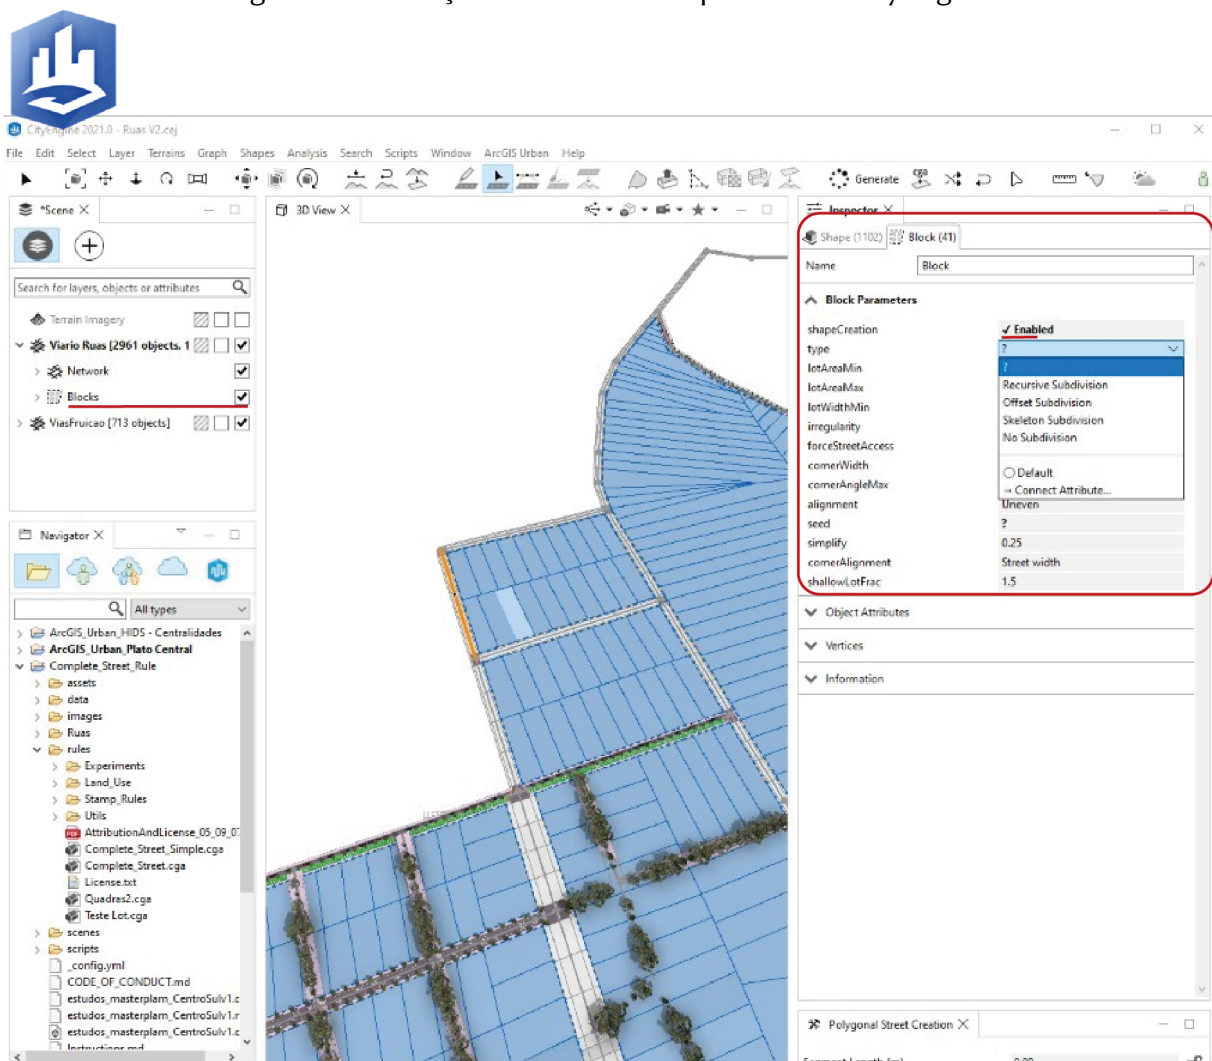 CityEngine 2021.0 - Ruas V2.cej
File Edit Select Layer Terrains Graph Shapes Analysis Search Scripts Window ArcGIS Urban Help
Generate
*Scene
Search for layers, objects or attributes
Terrain Imagery
Viario Ruas [2961 objects, 1
Network
Blocks
ViasFruicao [713 objects]
Navigator
All types
ArcGIS_Urban_HIDS - Centralidades
ArcGIS_Urban_Plato Central
Complete_Street_Rule
assets
data
images
Ruas
rules
Experiments
Land_Use
Stamp_Rules
Utils
AttributionAndLicense_05_09_07
Complete_Street_Simple.cga
Complete_Street.cga
License.txt
Quadras2.cga
Teste Lot.cga
scenes
scripts
_config.yml
CODE_OF_CONDUCT.md
estudos_masterplam_CentroSulv1.c
estudos_masterplam_CentroSulv1.r
estudos_masterplam_CentroSulv1.c
Instructions.md
3D View
Inspector
Shape (1102) Block (41)
Name Block
Block Parameters
shapeCreation ✓ Enabled
type ?
lotAreaMin ?
lotAreaMax Recursive Subdivision
lotWidthMin Offset Subdivision
irregularity Skeleton Subdivision
forceStreetAccess No Subdivision
cornerWidth Default
cornerAngleMax → Connect Attribute...
alignment Uneven
seed ?
simplify 0.25
cornerAlignment Street width
shallowLotFrac 1.5
Object Attributes
Vertices
Information
Polygonal Street Creation